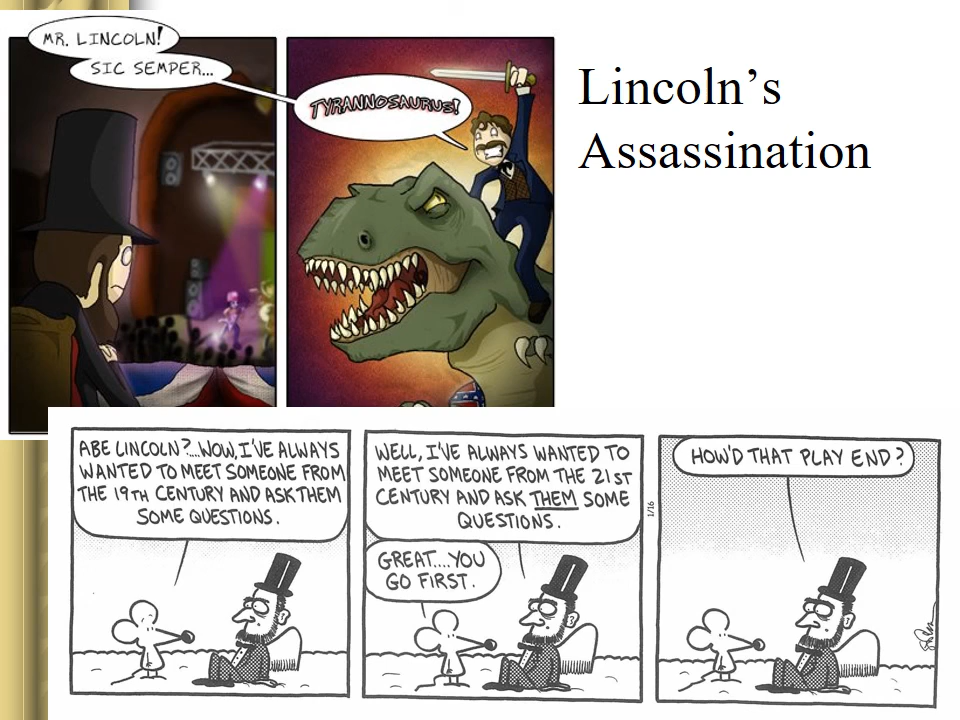 MR. LINCOLN!
SIC SEMPER...
TYRANNOSAURUS!
Lincoln's
Assassination
ABE LINCOLN?...WOW, I'VE ALWAYS
WANTED TO MEET SOMEONE FROM
THE 19TH CENTURY AND ASK THEM
SOME QUESTIONS.
WELL, I'VE ALWAYS WANTED TO
MEET SOMEONE FROM THE 21ST
CENTURY AND ASK THEM SOME
QUESTIONS.
GREAT....YOU
GO FIRST.
1/16
HOW'D THAT PLAY END?